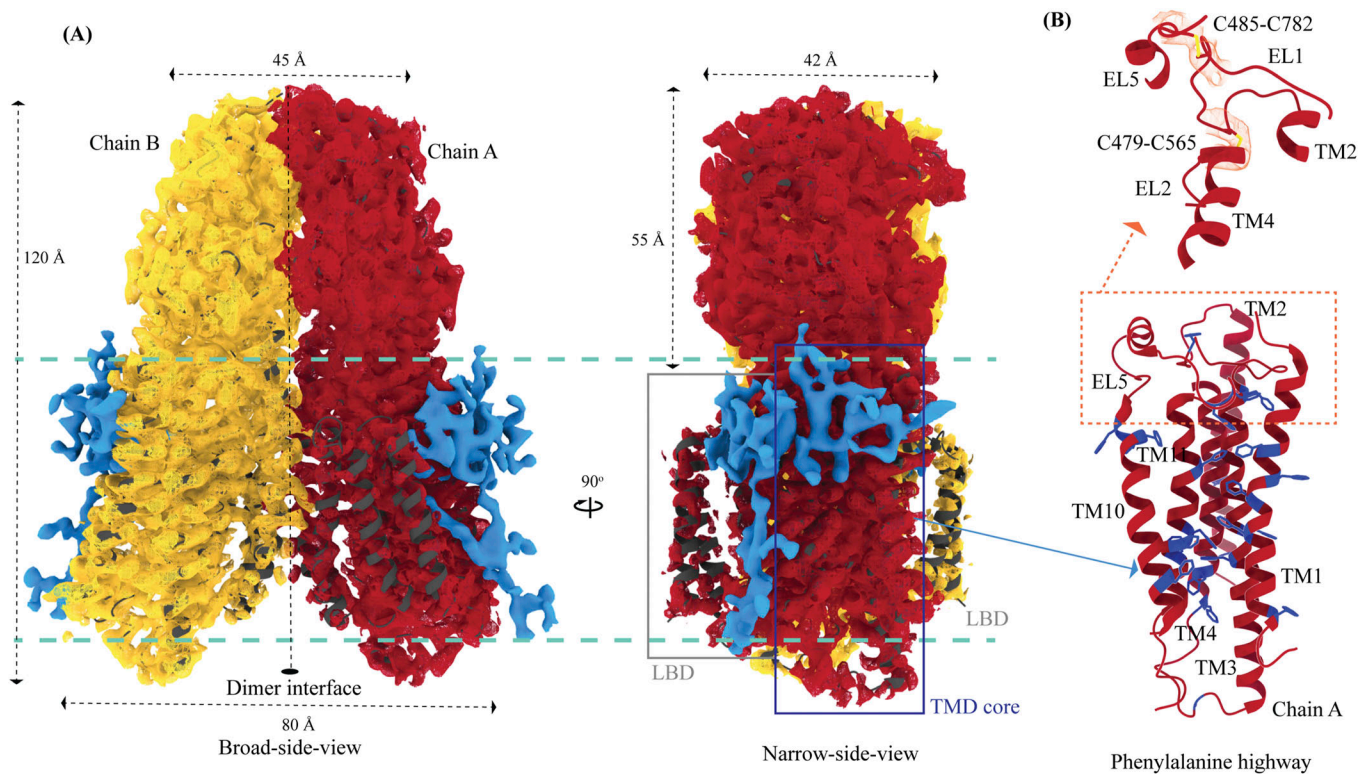 (A)
45 Å
Chain B
Chain A
120 Å
90°
Dimer interface
80 Å
Broad-side-view
42 Å
55 Å
LBD
LBD
TMD core
Narrow-side-view
(B)
C485-C782
EL1
EL5
C479-C565
TM2
EL2
TM4
TM2
EL5
TM11
TM10
TM1
TM4
TM3
Chain A
Phenylalanine highway